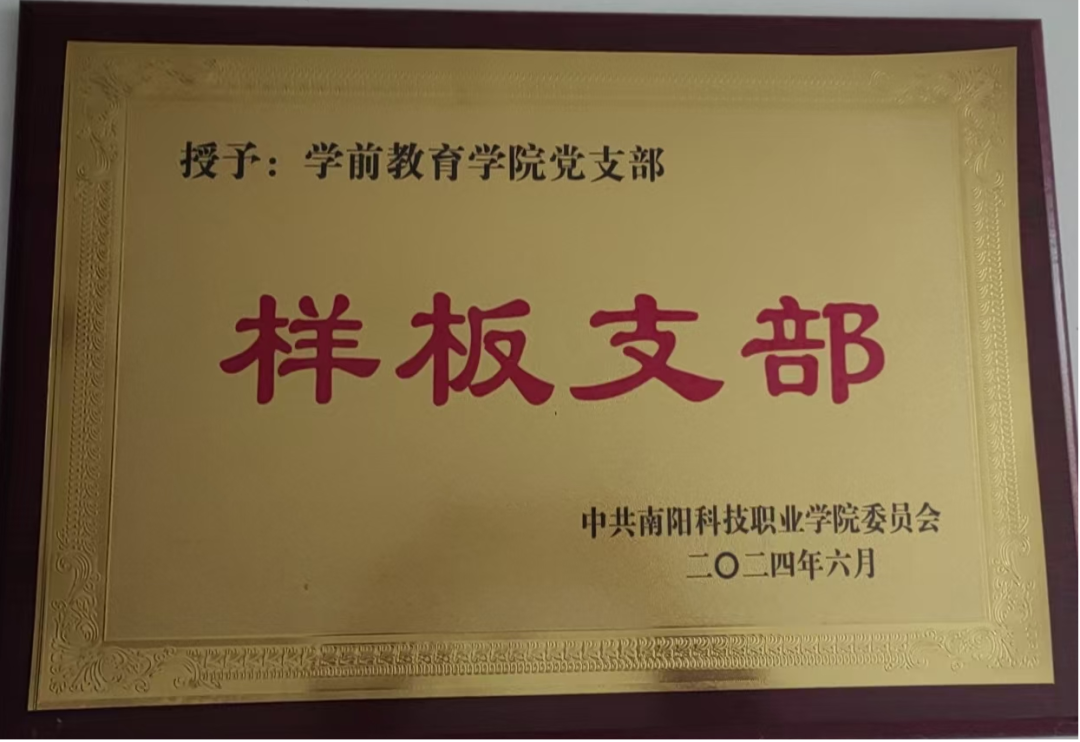 授予：学前教育学院党支部
样板支部
中共南阳科技职业学院委员会
二〇二四年六月